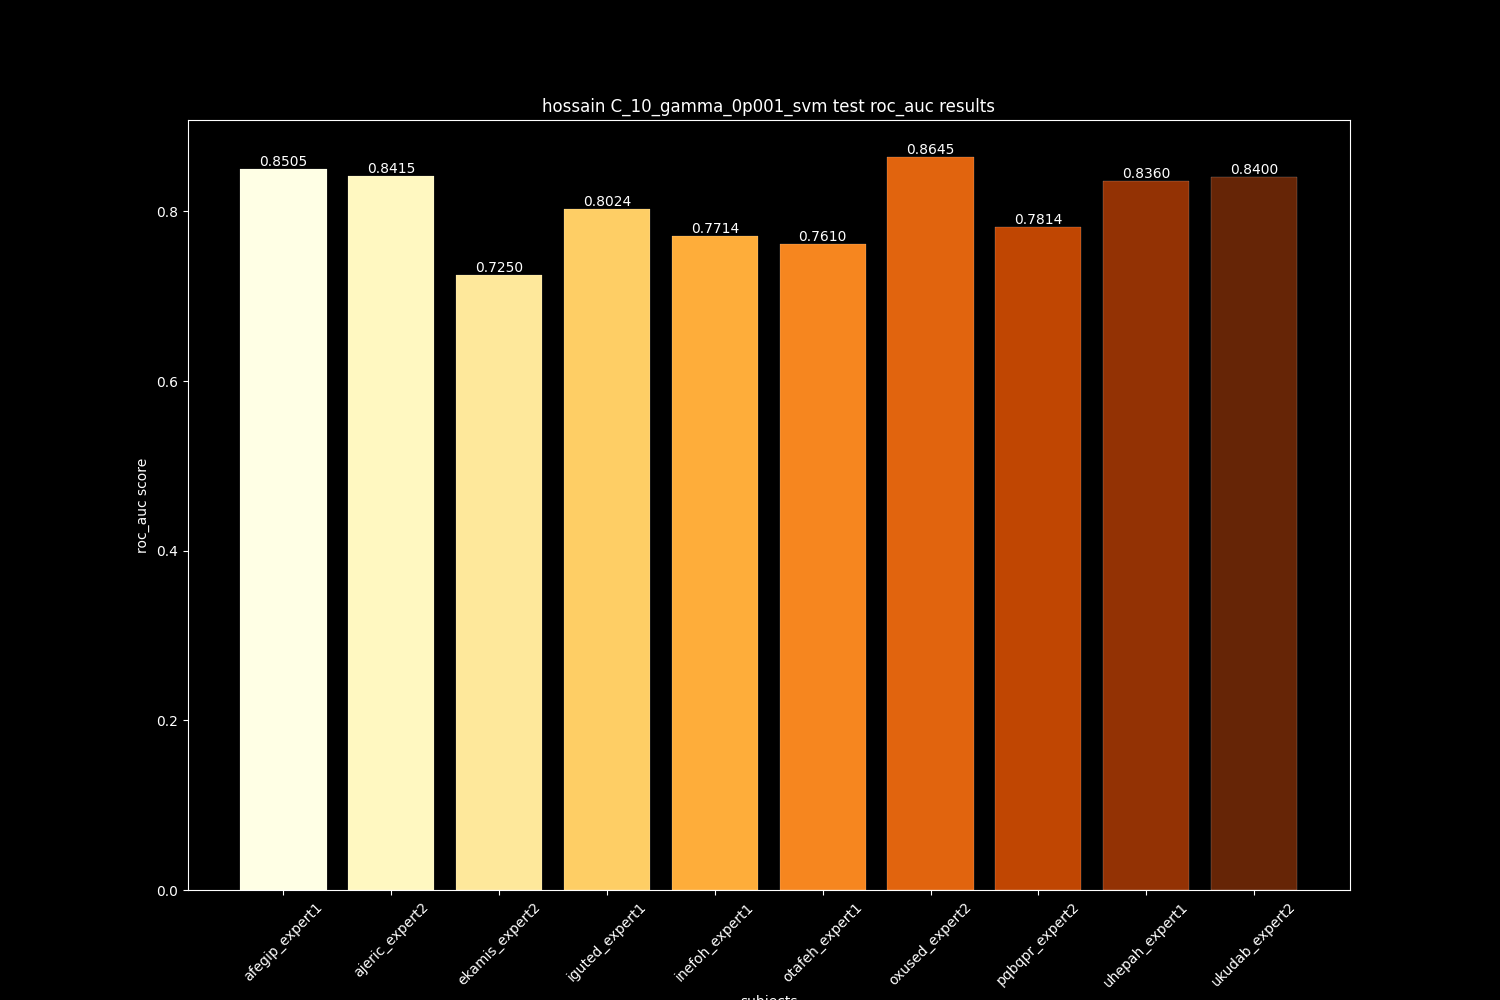 hossain C_10_gamma_0p001_svm test roc_auc results
0.8505
0.8415
0.7250
0.8024
0.7714
0.7610
0.8645
0.7814
0.8360
0.8400
0.8
0.6
0.4
0.2
0.0
roc_auc score
afegip_expert1
ajeric_expert2
ekamis_expert2
iguted_expert1
inefoh_expert1
otafeh_expert1
oxused_expert2
pqbqpr_expert2
uhepah_expert1
ukudab_expert2
subjects